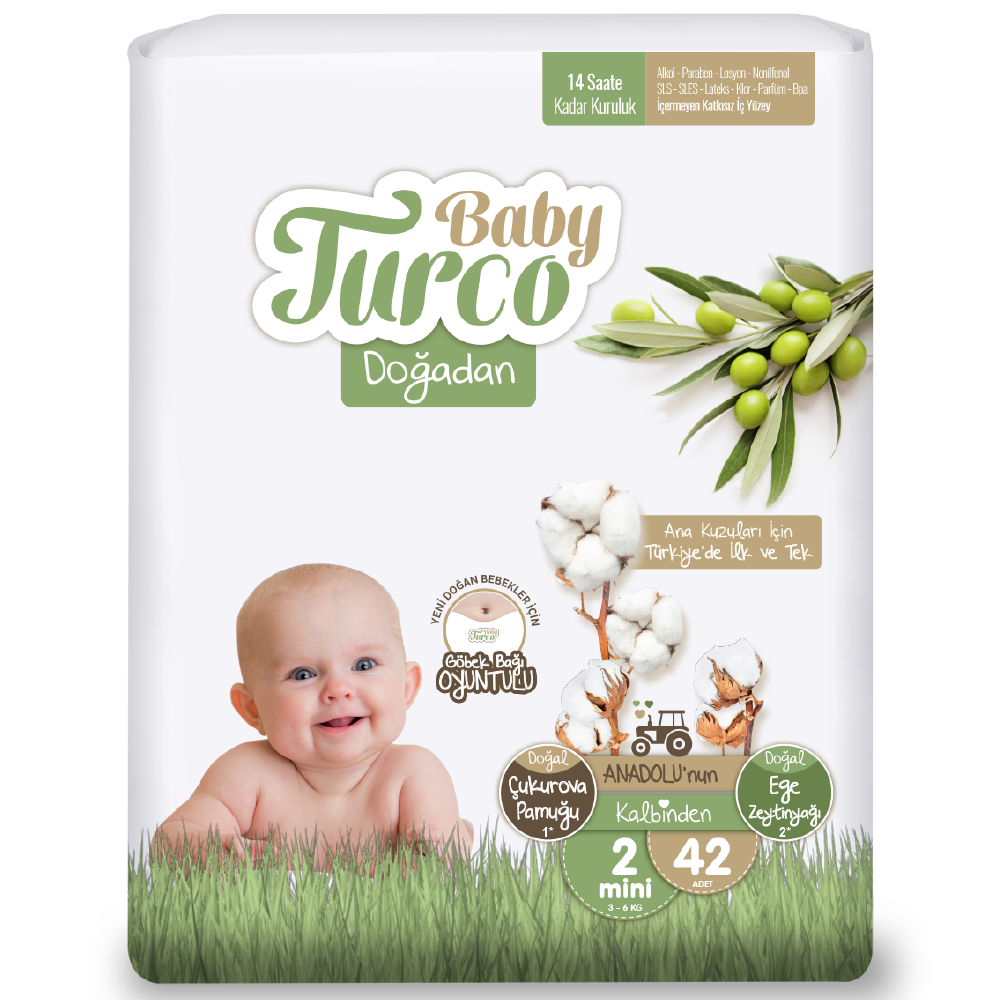 14 Saate
Kadar Kuruluk
Alkol - Paraben - Losyon - Nonilfenol
SLS - SLES - Lateks - Klor - Parfüm - Bpa
İçermeyen Katkısız İç Yüzey
Baby
Turco
Doğadan
Ana Kuzuları İçin
Türkiye'de İlk ve Tek
YENİ DOĞAN BEBEKLER İÇİN
Baby
Turco
Göbek Bağı
OYUNTULU
Doğal
Çukurova
Pamuğu
1*
ANADOLU'nun
Kalbinden
Doğal
Ege
Zeytinyağı
2*
2
mini
3 - 6 KG
42
ADET